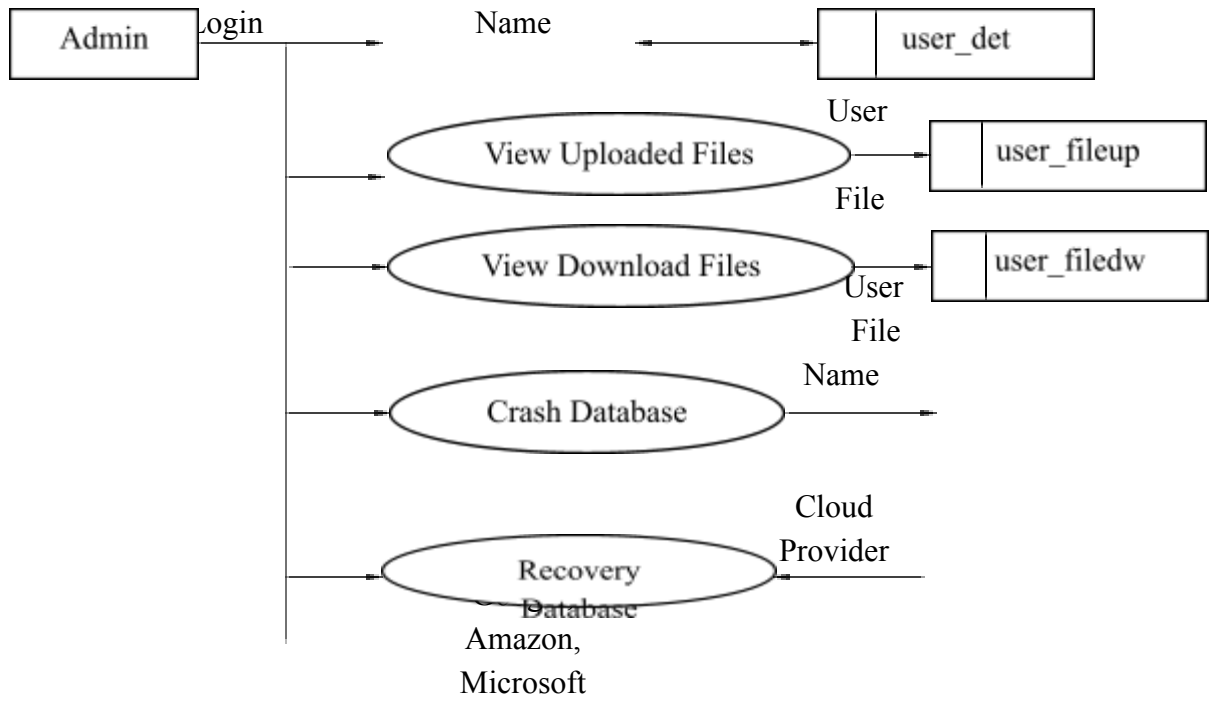 Admin
Login
Name
user_det
User
View Uploaded Files
user_fileup
File
View Download Files
user_filedw
User
File
Name
Crash Database
Cloud
Provider
Recovery
Database
Amazon,
Microsoft